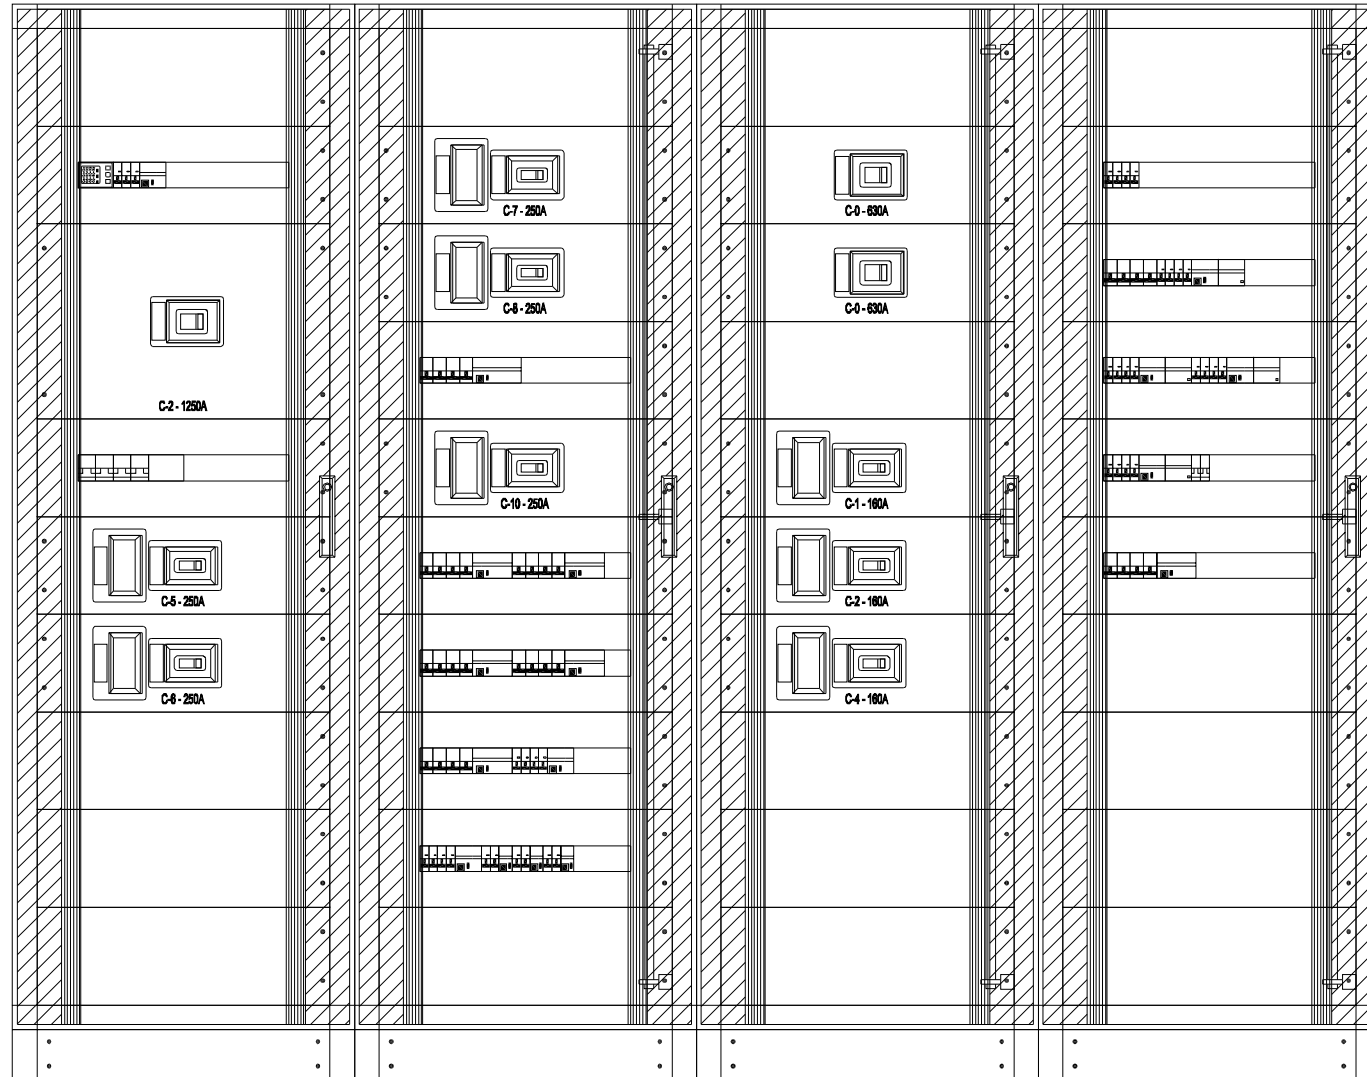 C-7 - 250A
C-0 - 630A
C-8 - 250A
C-0 - 630A
C-2 - 1250A
C-10 - 250A
C-1 - 160A
C-5 - 250A
C-2 - 160A
C-6 - 250A
C-4 - 160A